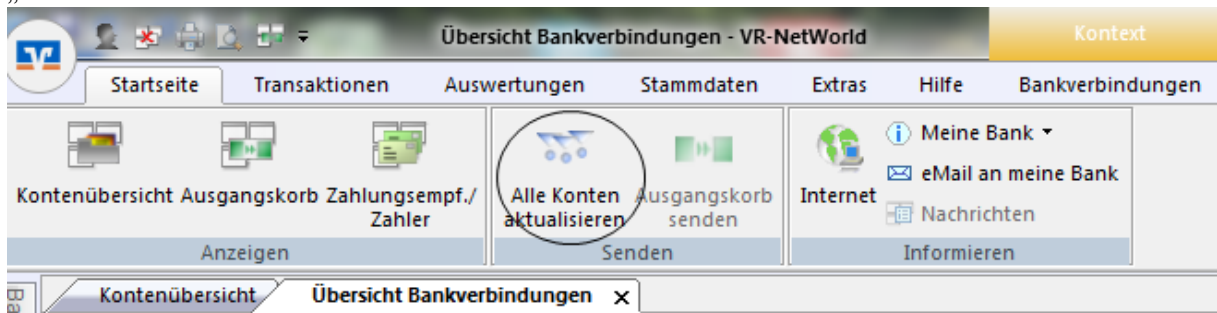 „
Übersicht Bankverbindungen - VR-NetWorld Kontext
Startseite Transaktionen Auswertungen Stammdaten Extras Hilfe Bankverbindungen
Kontenübersicht Ausgangskorb Zahlungsempf./ Zahler
Alle Konten aktualisieren
Ausgangskorb senden
Internet
Meine Bank
eMail an meine Bank
Nachrichten
Anzeigen Senden Informieren
Ba
Kontenübersicht Übersicht Bankverbindungen x